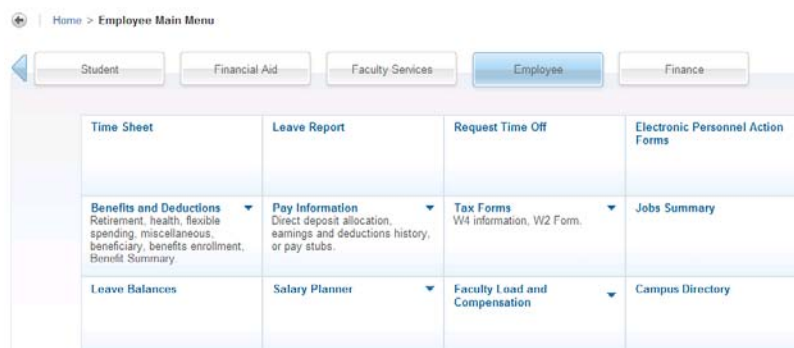 Home > Employee Main Menu
Student
Financial Aid
Faculty Services
Employee
Finance
Time Sheet
Leave Report
Request Time Off
Electronic Personnel Action
Forms
Benefits and Deductions
Retirement, health, flexible
spending, miscellaneous,
beneficiary, benefits enrollment,
Benefit Summary.
Pay Information
Direct deposit allocation,
earnings and deductions history,
or pay stubs.
Tax Forms
W4 information, W2 Form.
Jobs Summary
Leave Balances
Salary Planner
Faculty Load and
Compensation
Campus Directory